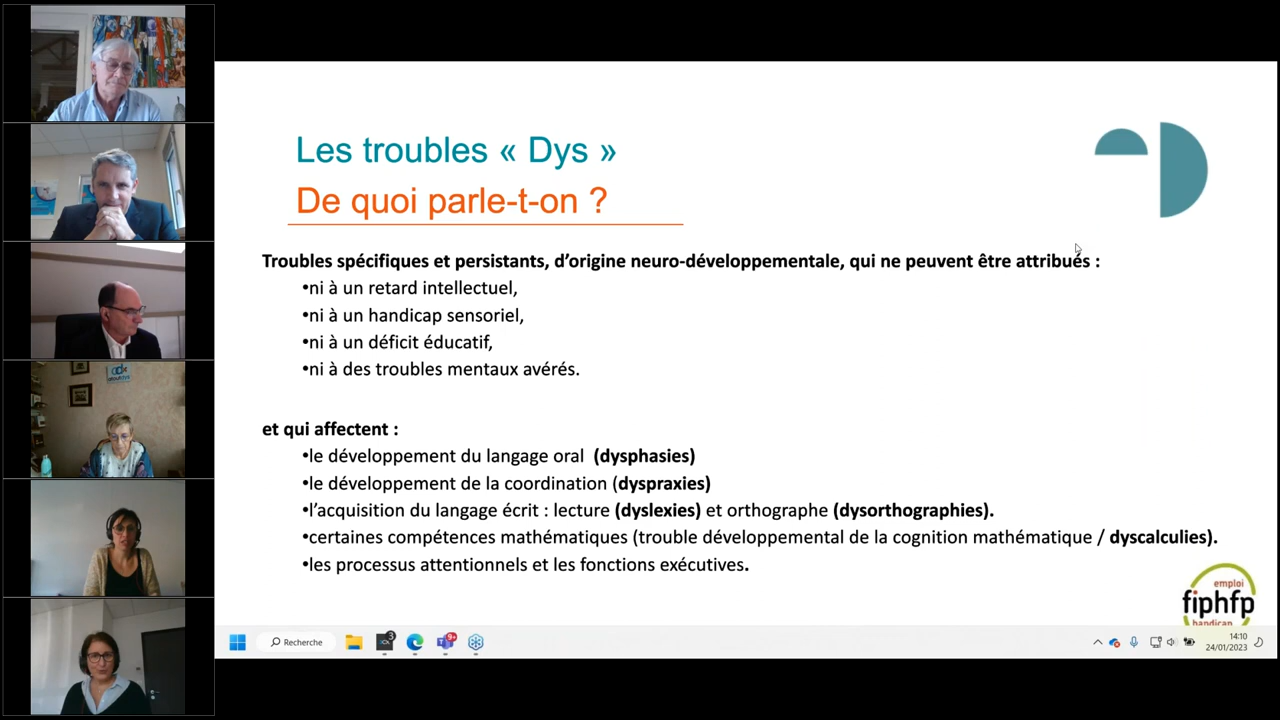 Les troubles « Dys »
De quoi parle-t-on ?
Troubles spécifiques et persistants, d’origine neuro-développementale, qui ne peuvent être attribués :
•ni à un retard intellectuel,
•ni à un handicap sensoriel,
•ni à un déficit éducatif,
•ni à des troubles mentaux avérés.
et qui affectent :
•le développement du langage oral (dysphasies)
•le développement de la coordination (dyspraxies)
•l’acquisition du langage écrit : lecture (dyslexies) et orthographe (dysorthographies).
•certaines compétences mathématiques (trouble développemental de la cognition mathématique / dyscalculies).
•les processus attentionnels et les fonctions exécutives.
emploi
fiphfp
handicap
Recherche
3
9+
14:10
24/01/2023